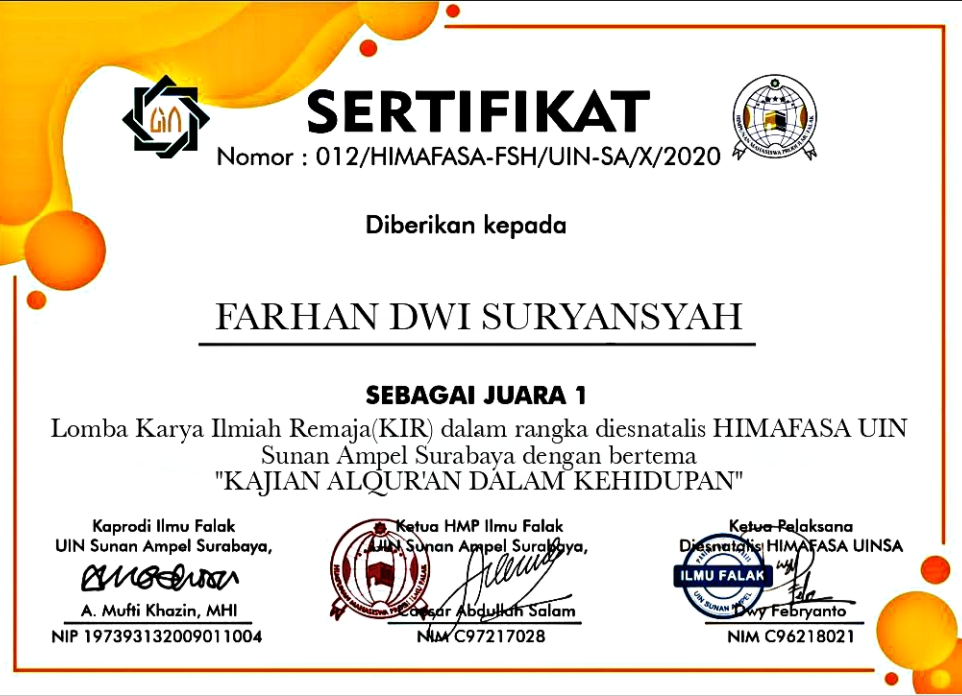 SERTIFIKAT
Nomor : 012/HIMAFASA-FSH/UIN-SA/X/2020
Diberikan kepada
FARHAN DWI SURYANSYAH
SEBAGAI JUARA 1
Lomba Karya Ilmiah Remaja(KIR) dalam rangka diesnatalis HIMAFASA UIN
Sunan Ampel Surabaya dengan bertema
"KAJIAN ALQUR'AN DALAM KEHIDUPAN"
Kaprodi Ilmu Falak
UIN Sunan Ampel Surabaya,
A. Mufti Khazin, MHI
NIP 197393132009011004
Ketua HMP Ilmu Falak
UIN Sunan Ampel Surabaya,
Caesar Abdullah Salam
NIM C97217028
Ketua Pelaksana
Diesnatalis HIMAFASA UINSA
ILMU FALAK
UIN SUNAN AMPEL
Dwy Febryanto
NIM C96218021